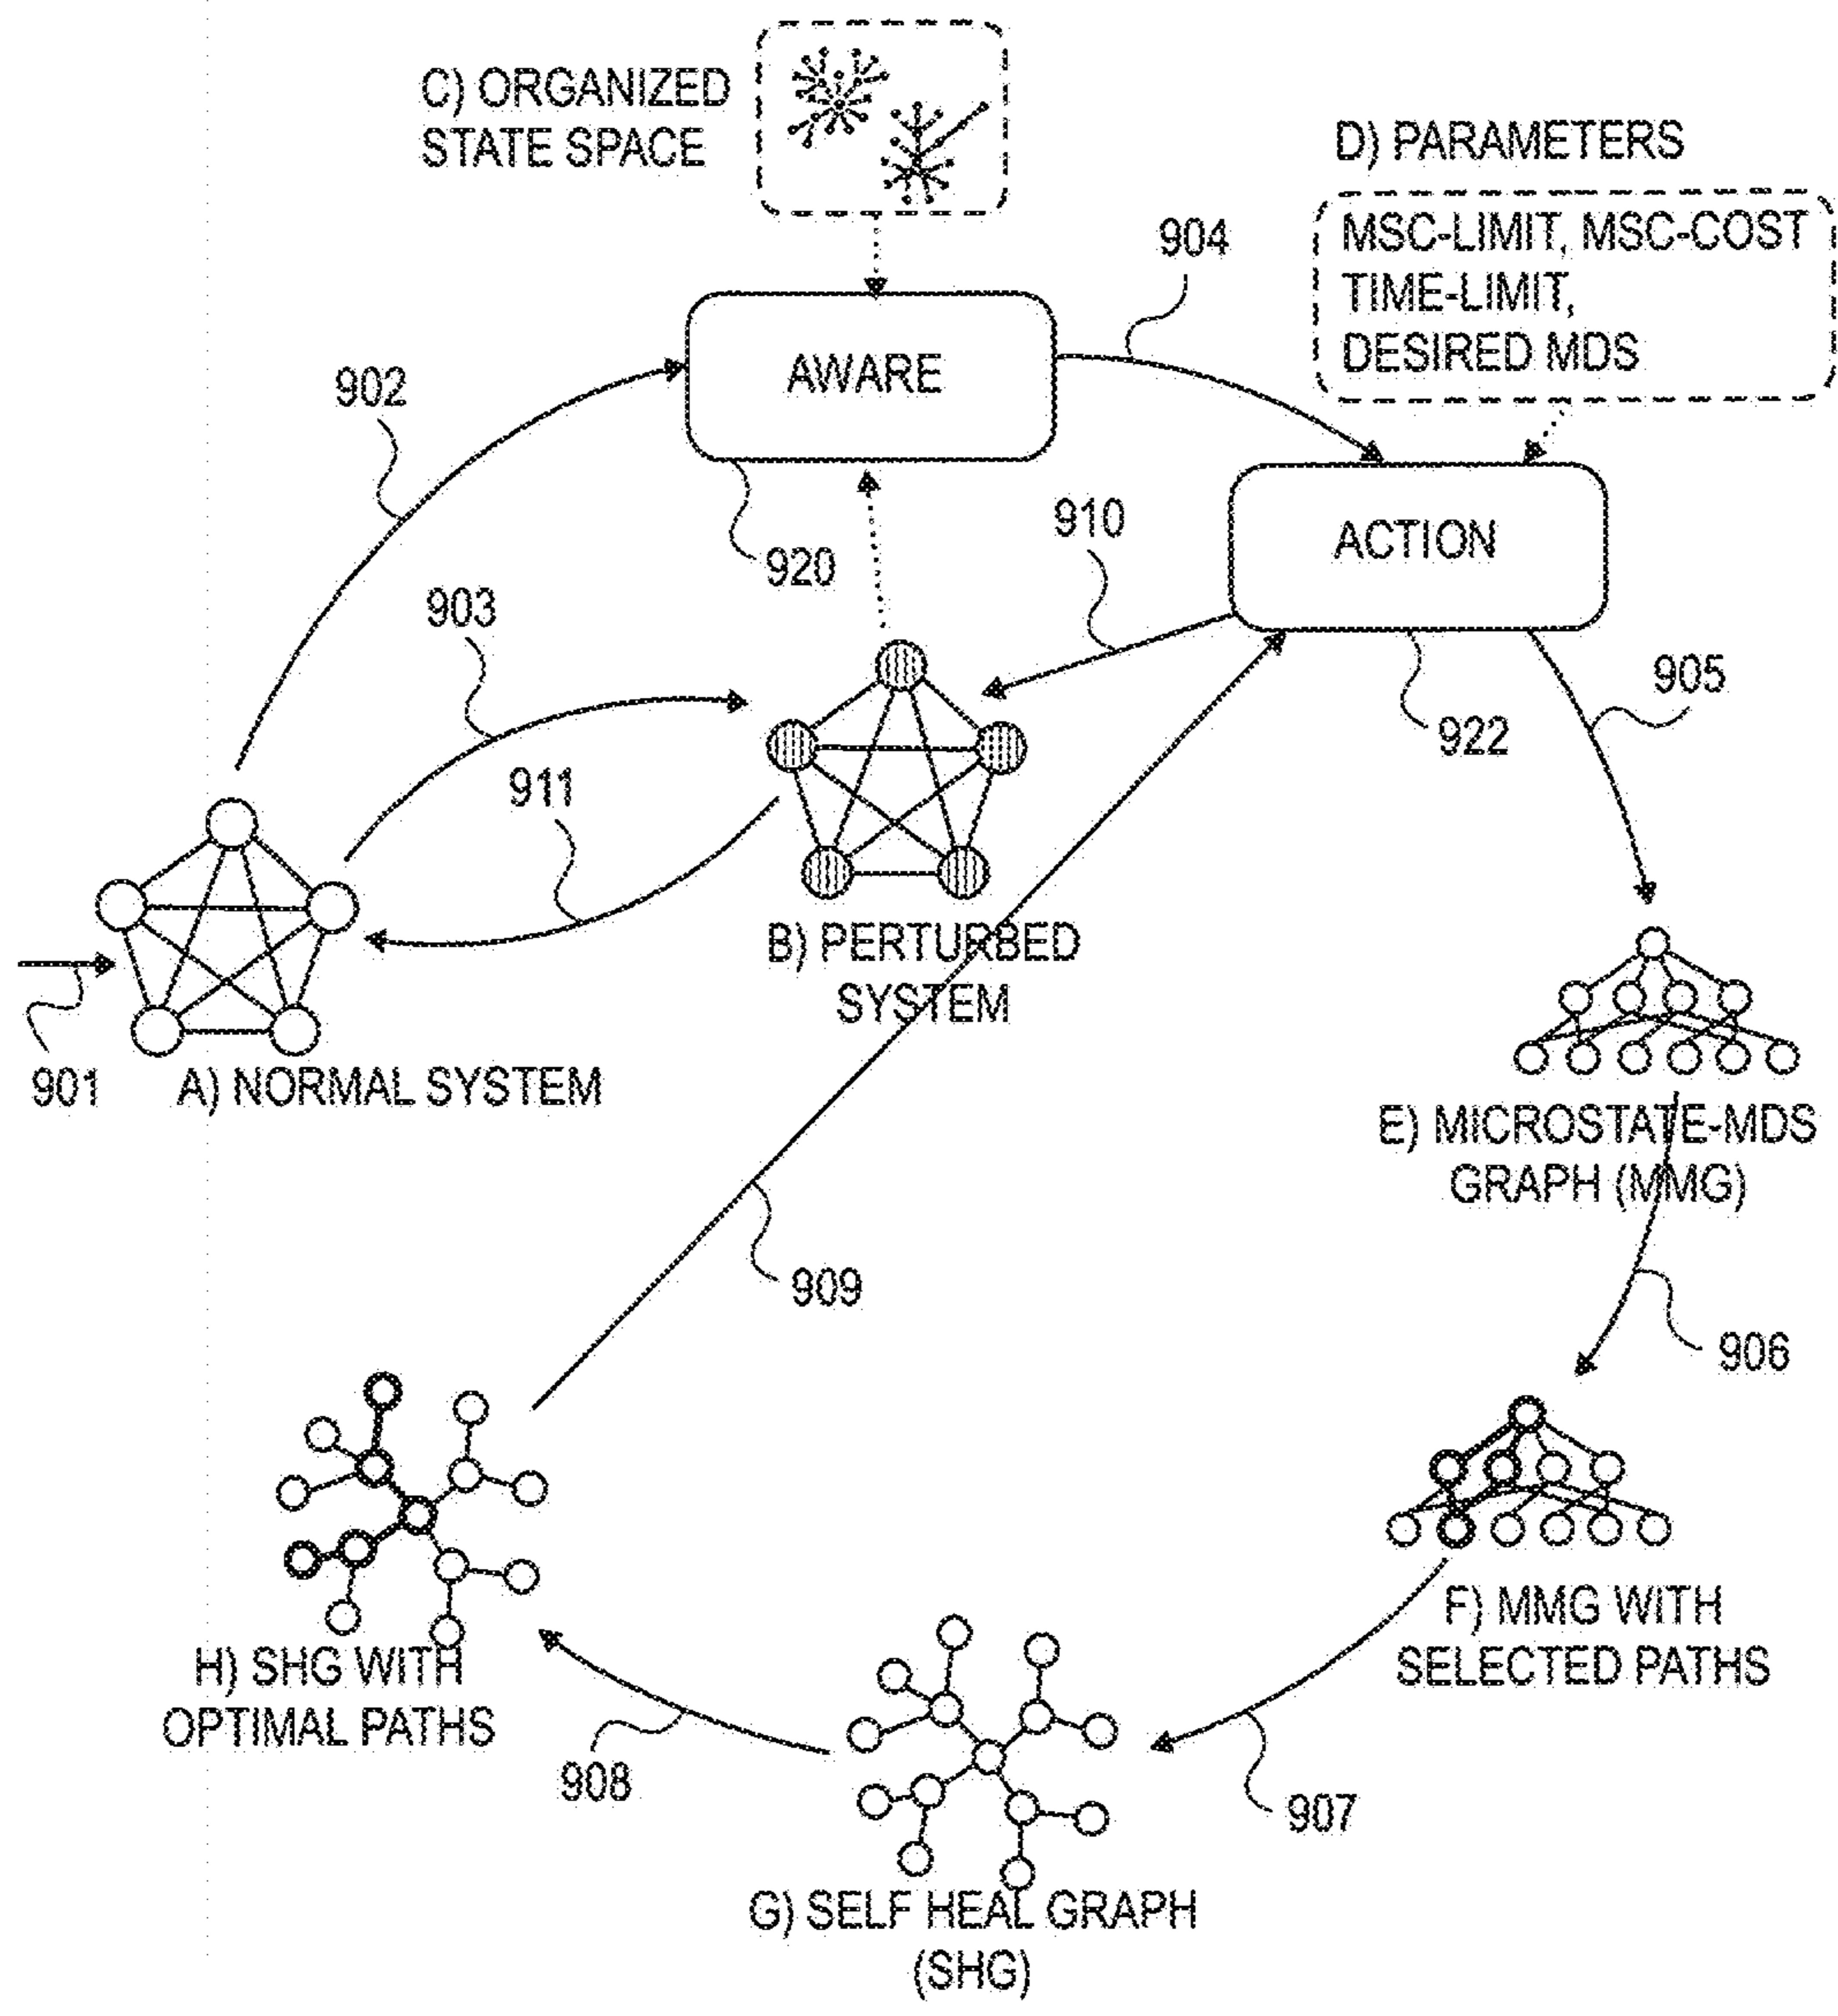 C) ORGANIZED
STATE SPACE
D) PARAMETERS
MSC-LIMIT, MSC-COST
TIME-LIMIT,
DESIRED MDS
904
902
AWARE
920
910
ACTION
903
905
922
911
B) PERTURBED
SYSTEM
901
A) NORMAL SYSTEM
E) MICROSTATE-MDS
GRAPH (MMG)
909
906
F) MMG WITH
SELECTED PATHS
H) SHG WITH
OPTIMAL PATHS
908
907
G) SELF HEAL GRAPH
(SHG)